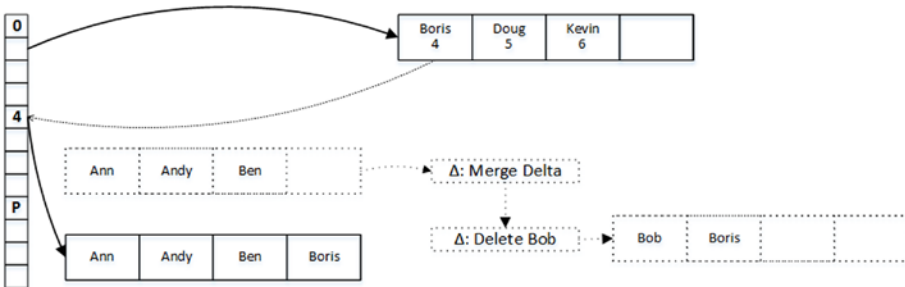 0
Boris Doug Kevin
4 5 6
4
Ann Andy Ben
Δ: Merge Delta
P
Δ: Delete Bob
Bob Boris
Ann Andy Ben Boris